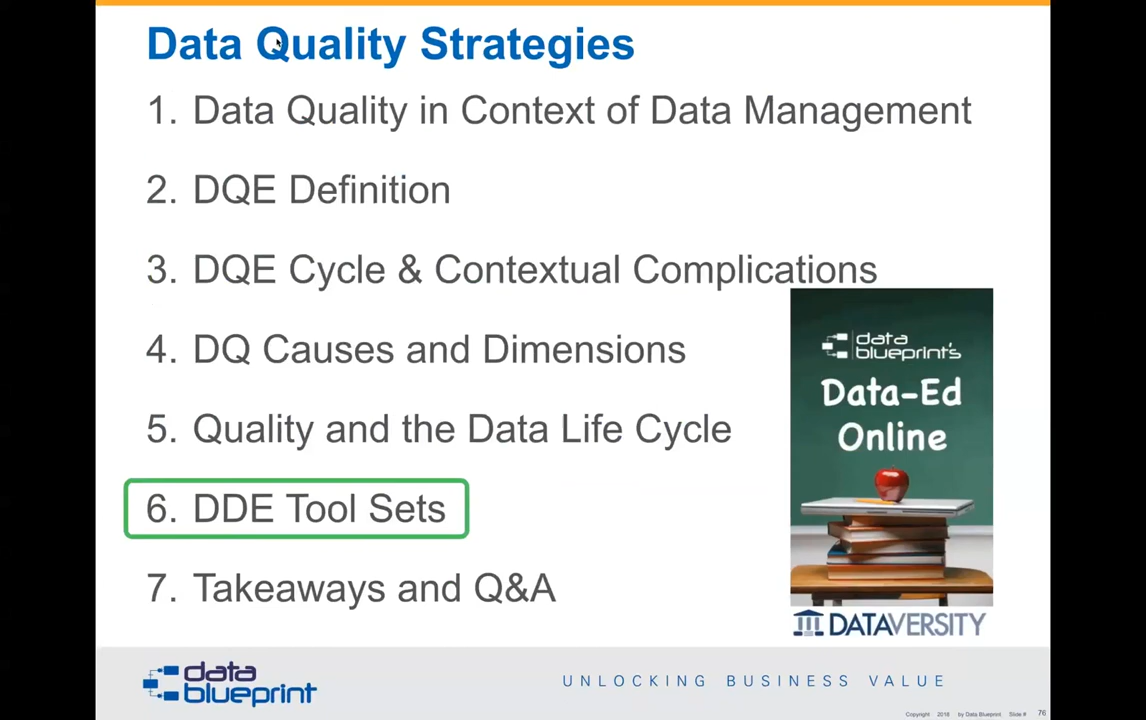 Data Quality Strategies
1. Data Quality in Context of Data Management
2. DQE Definition
3. DQE Cycle & Contextual Complications
4. DQ Causes and Dimensions
5. Quality and the Data Life Cycle
6. DDE Tool Sets
7. Takeaways and Q&A
data
blueprint's
Data-Ed
Online
DATAVERSITY
data
blueprint
UNLOCKING BUSINESS VALUE
Copyright 2018 by Data Blueprint Slide # 76